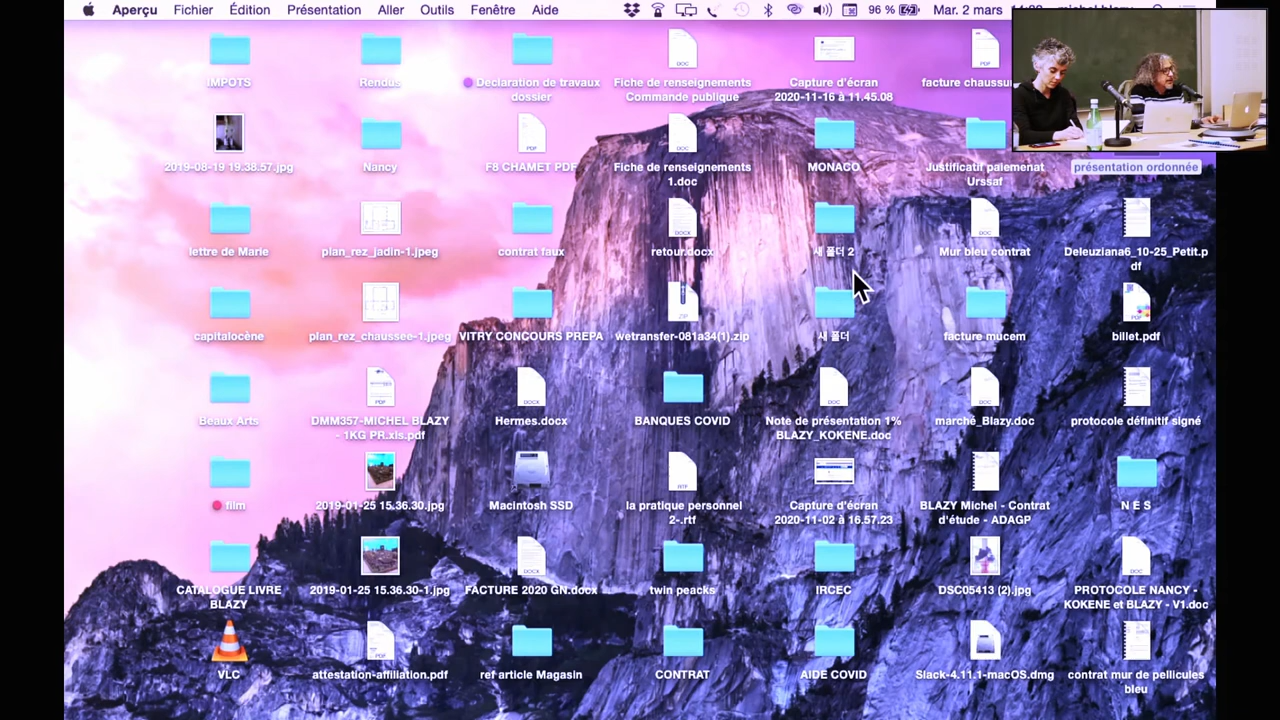 Aperçu Fichier Édition Présentation Aller Outils Fenêtre Aide 96 % Mar. 2 mars
IMPOTS
Rendus
Declaration de travaux
dossier
Fiche de renseignements
Commande publique
Capture d'écran
2020-11-16 à 11.45.08
facture chaussur
2019-08-19 19.38.57.jpg
Nancy
F8 CHAMET PDF
Fiche de renseignements
1.doc
MONACO
Justificatif paiemenat
Urssaf
présentation ordonnée
lettre de Marie
plan_rez_jadin-1.jpeg
contrat faux
retour.docx
새 폴더 2
Mur bleu contrat
Deleuziana6_10-25_Petit.p
df
capitalocène
plan_rez_chaussee-1.jpeg
VITRY CONCOURS PREPA
wetransfer-081a34(1).zip
새 폴더
facture mucem
billet.pdf
Beaux Arts
DMM357-MICHEL BLAZY
- 1KG PR.xls.pdf
Hermes.docx
BANQUES COVID
Note de présentation 1%
BLAZY_KOKENE.doc
marché_Blazy.doc
protocole définitif signé
film
2019-01-25 15.36.30.jpg
Macintosh SSD
la pratique personnel
2-.rtf
Capture d'écran
2020-11-02 à 16.57.23
BLAZY Michel - Contrat
d'étude - ADAGP
N E S
CATALOGUE LIVRE
BLAZY
2019-01-25 15.36.30-1.jpg
FACTURE 2020 GN.docx
twin peacks
IRCEC
DSC05413 (2).jpg
PROTOCOLE NANCY -
KOKENE et BLAZY - V1.doc
VLC
attestation-affiliation.pdf
ref article Magasin
CONTRAT
AIDE COVID
Slack-4.11.1-macOS.dmg
contrat mur de pellicules
bleu